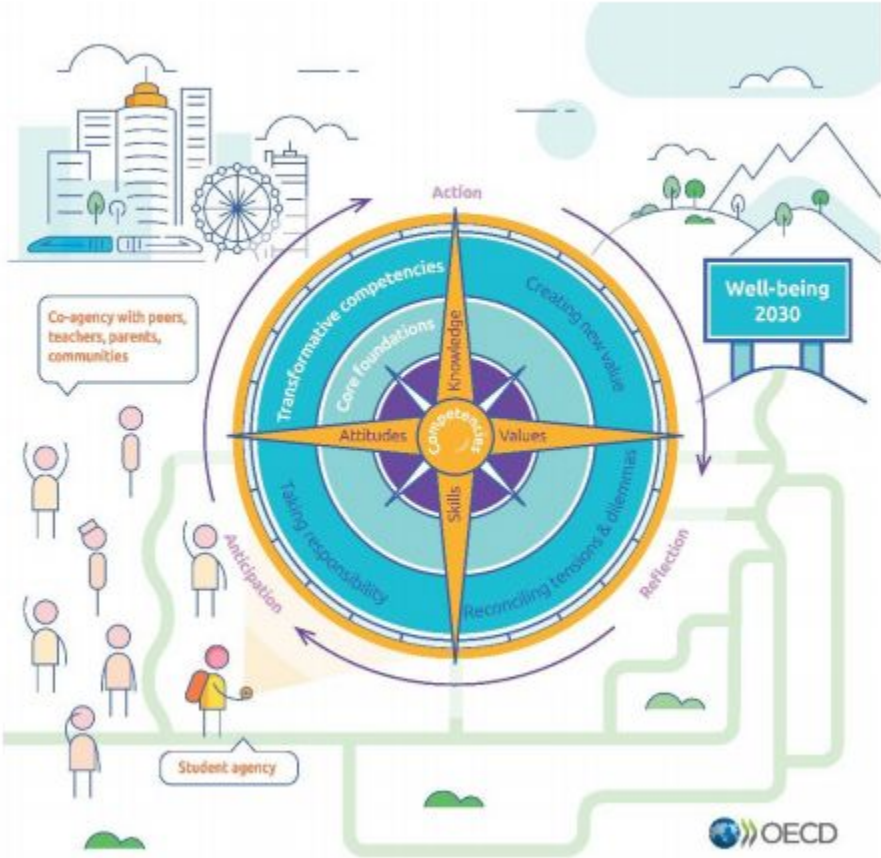 Action
Transformative competencies
Creating new value
Core foundations
Knowledge
Attitudes
Competencies
Values
Skills
Taking responsibility
Reconciling tensions & dilemmas
Anticipation
Reflection
Well-being
2030
Co-agency with peers,
teachers, parents,
communities
Student agency
OECD